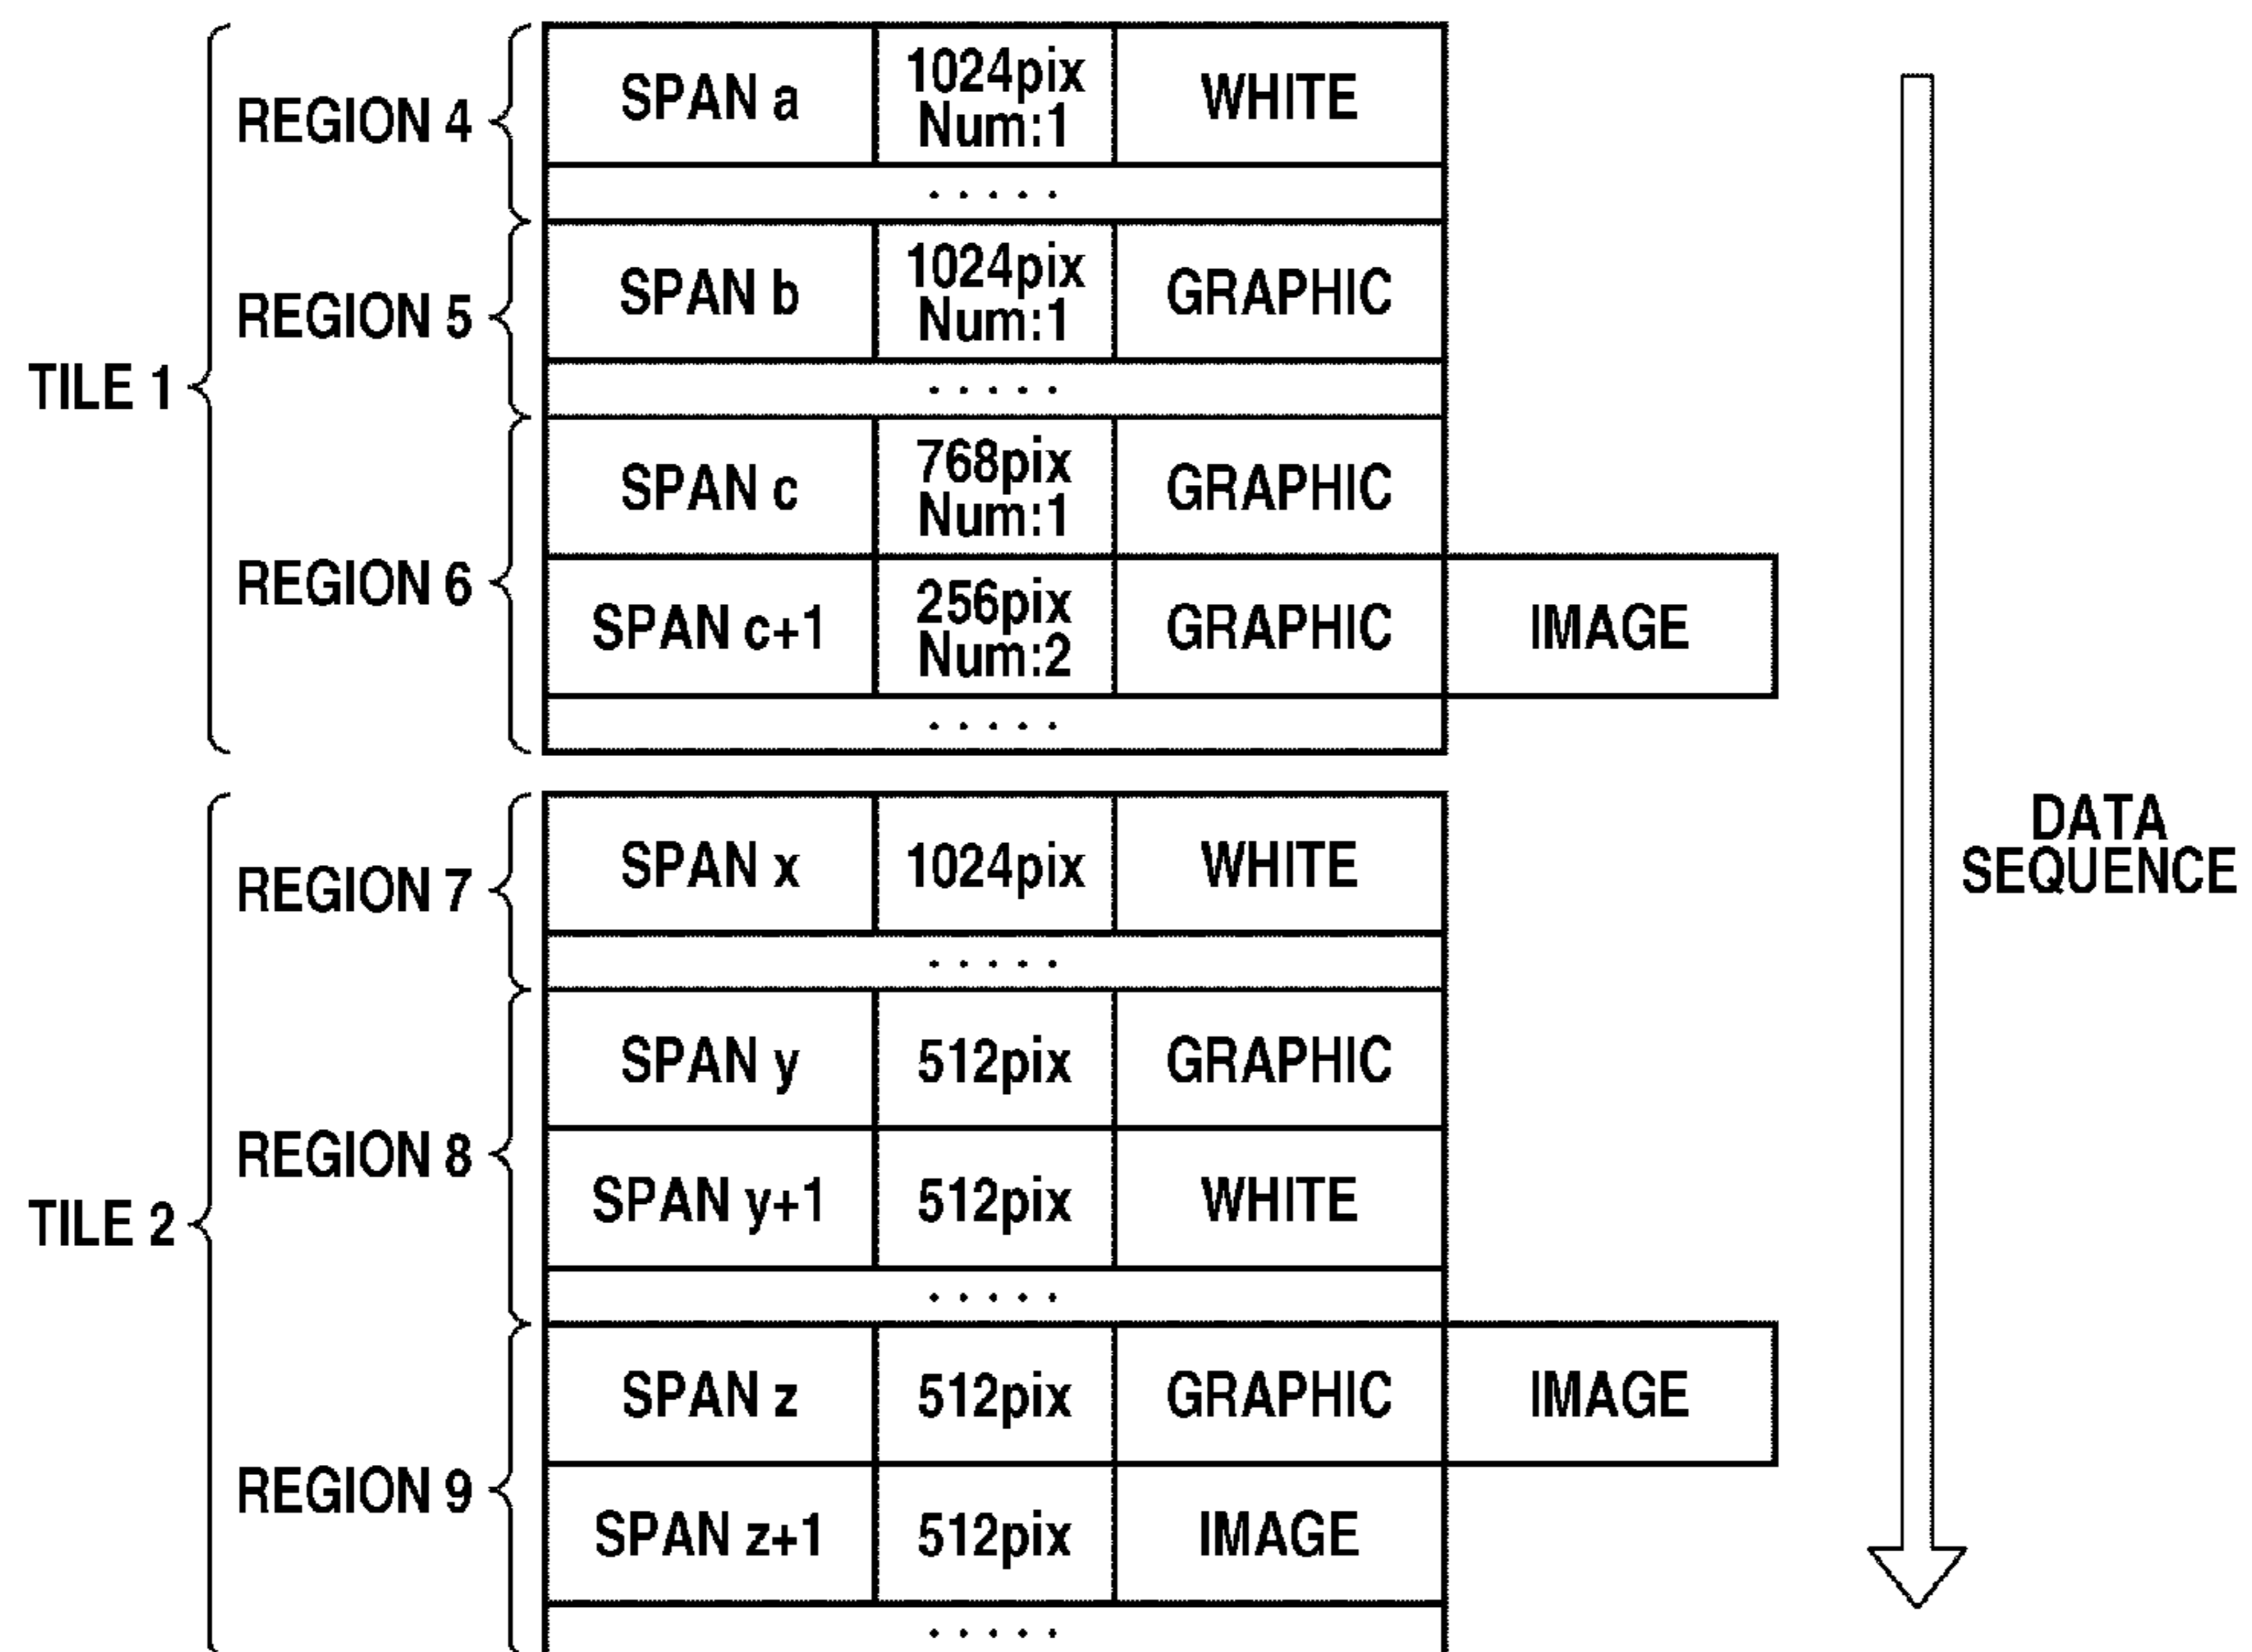 TILE 1
REGION 4
SPAN a
1024pix
Num:1
WHITE
. . . . .
REGION 5
SPAN b
1024pix
Num:1
GRAPHIC
. . . . .
REGION 6
SPAN c
768pix
Num:1
GRAPHIC
SPAN c+1
256pix
Num:2
GRAPHIC
IMAGE
. . . . .
TILE 2
REGION 7
SPAN x
1024pix
WHITE
. . . . .
REGION 8
SPAN y
512pix
GRAPHIC
SPAN y+1
512pix
WHITE
. . . . .
REGION 9
SPAN z
512pix
GRAPHIC
IMAGE
SPAN z+1
512pix
IMAGE
. . . . .
DATA
SEQUENCE